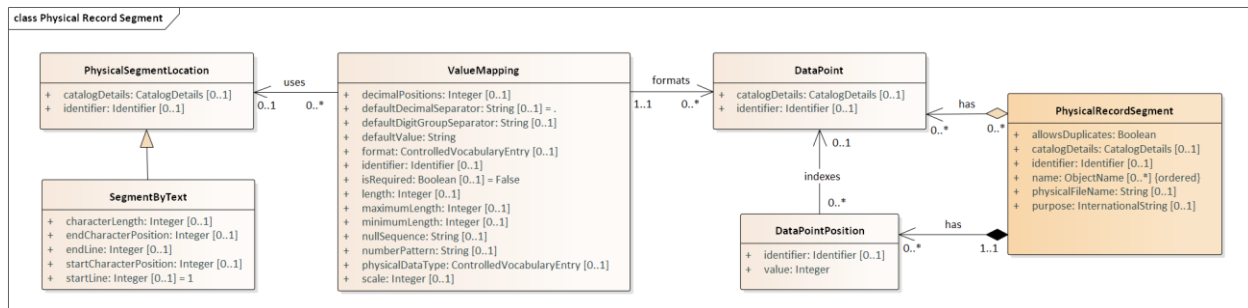 class Physical Record Segment
PhysicalSegmentLocation
+ catalogDetails: CatalogDetails [0..1]
+ identifier: Identifier [0..1]
uses
0..1
0..*
ValueMapping
+ decimalPositions: Integer [0..1]
+ defaultDecimalSeparator: String [0..1] = .
+ defaultDigitGroupSeparator: String [0..1]
+ defaultValue: String
+ format: ControlledVocabularyEntry [0..1]
+ identifier: Identifier [0..1]
+ isRequired: Boolean [0..1] = False
+ length: Integer [0..1]
+ maximumLength: Integer [0..1]
+ minimumLength: Integer [0..1]
+ nullSequence: String [0..1]
+ numberPattern: String [0..1]
+ physicalDataType: ControlledVocabularyEntry [0..1]
+ scale: Integer [0..1]
formats
1..1
0..*
DataPoint
+ catalogDetails: CatalogDetails [0..1]
+ identifier: Identifier [0..1]
has
0..*
0..*
PhysicalRecordSegment
+ allowsDuplicates: Boolean
+ catalogDetails: CatalogDetails [0..1]
+ identifier: Identifier [0..1]
+ name: ObjectName [0..*] {ordered}
+ physicalFileName: String [0..1]
+ purpose: InternationalString [0..1]
SegmentByText
+ characterLength: Integer [0..1]
+ endCharacterPosition: Integer [0..1]
+ endLine: Integer [0..1]
+ startCharacterPosition: Integer [0..1]
+ startLine: Integer [0..1] = 1
0..1
indexes
0..*
DataPointPosition
+ identifier: Identifier [0..1]
+ value: Integer
has
0..*
1..1